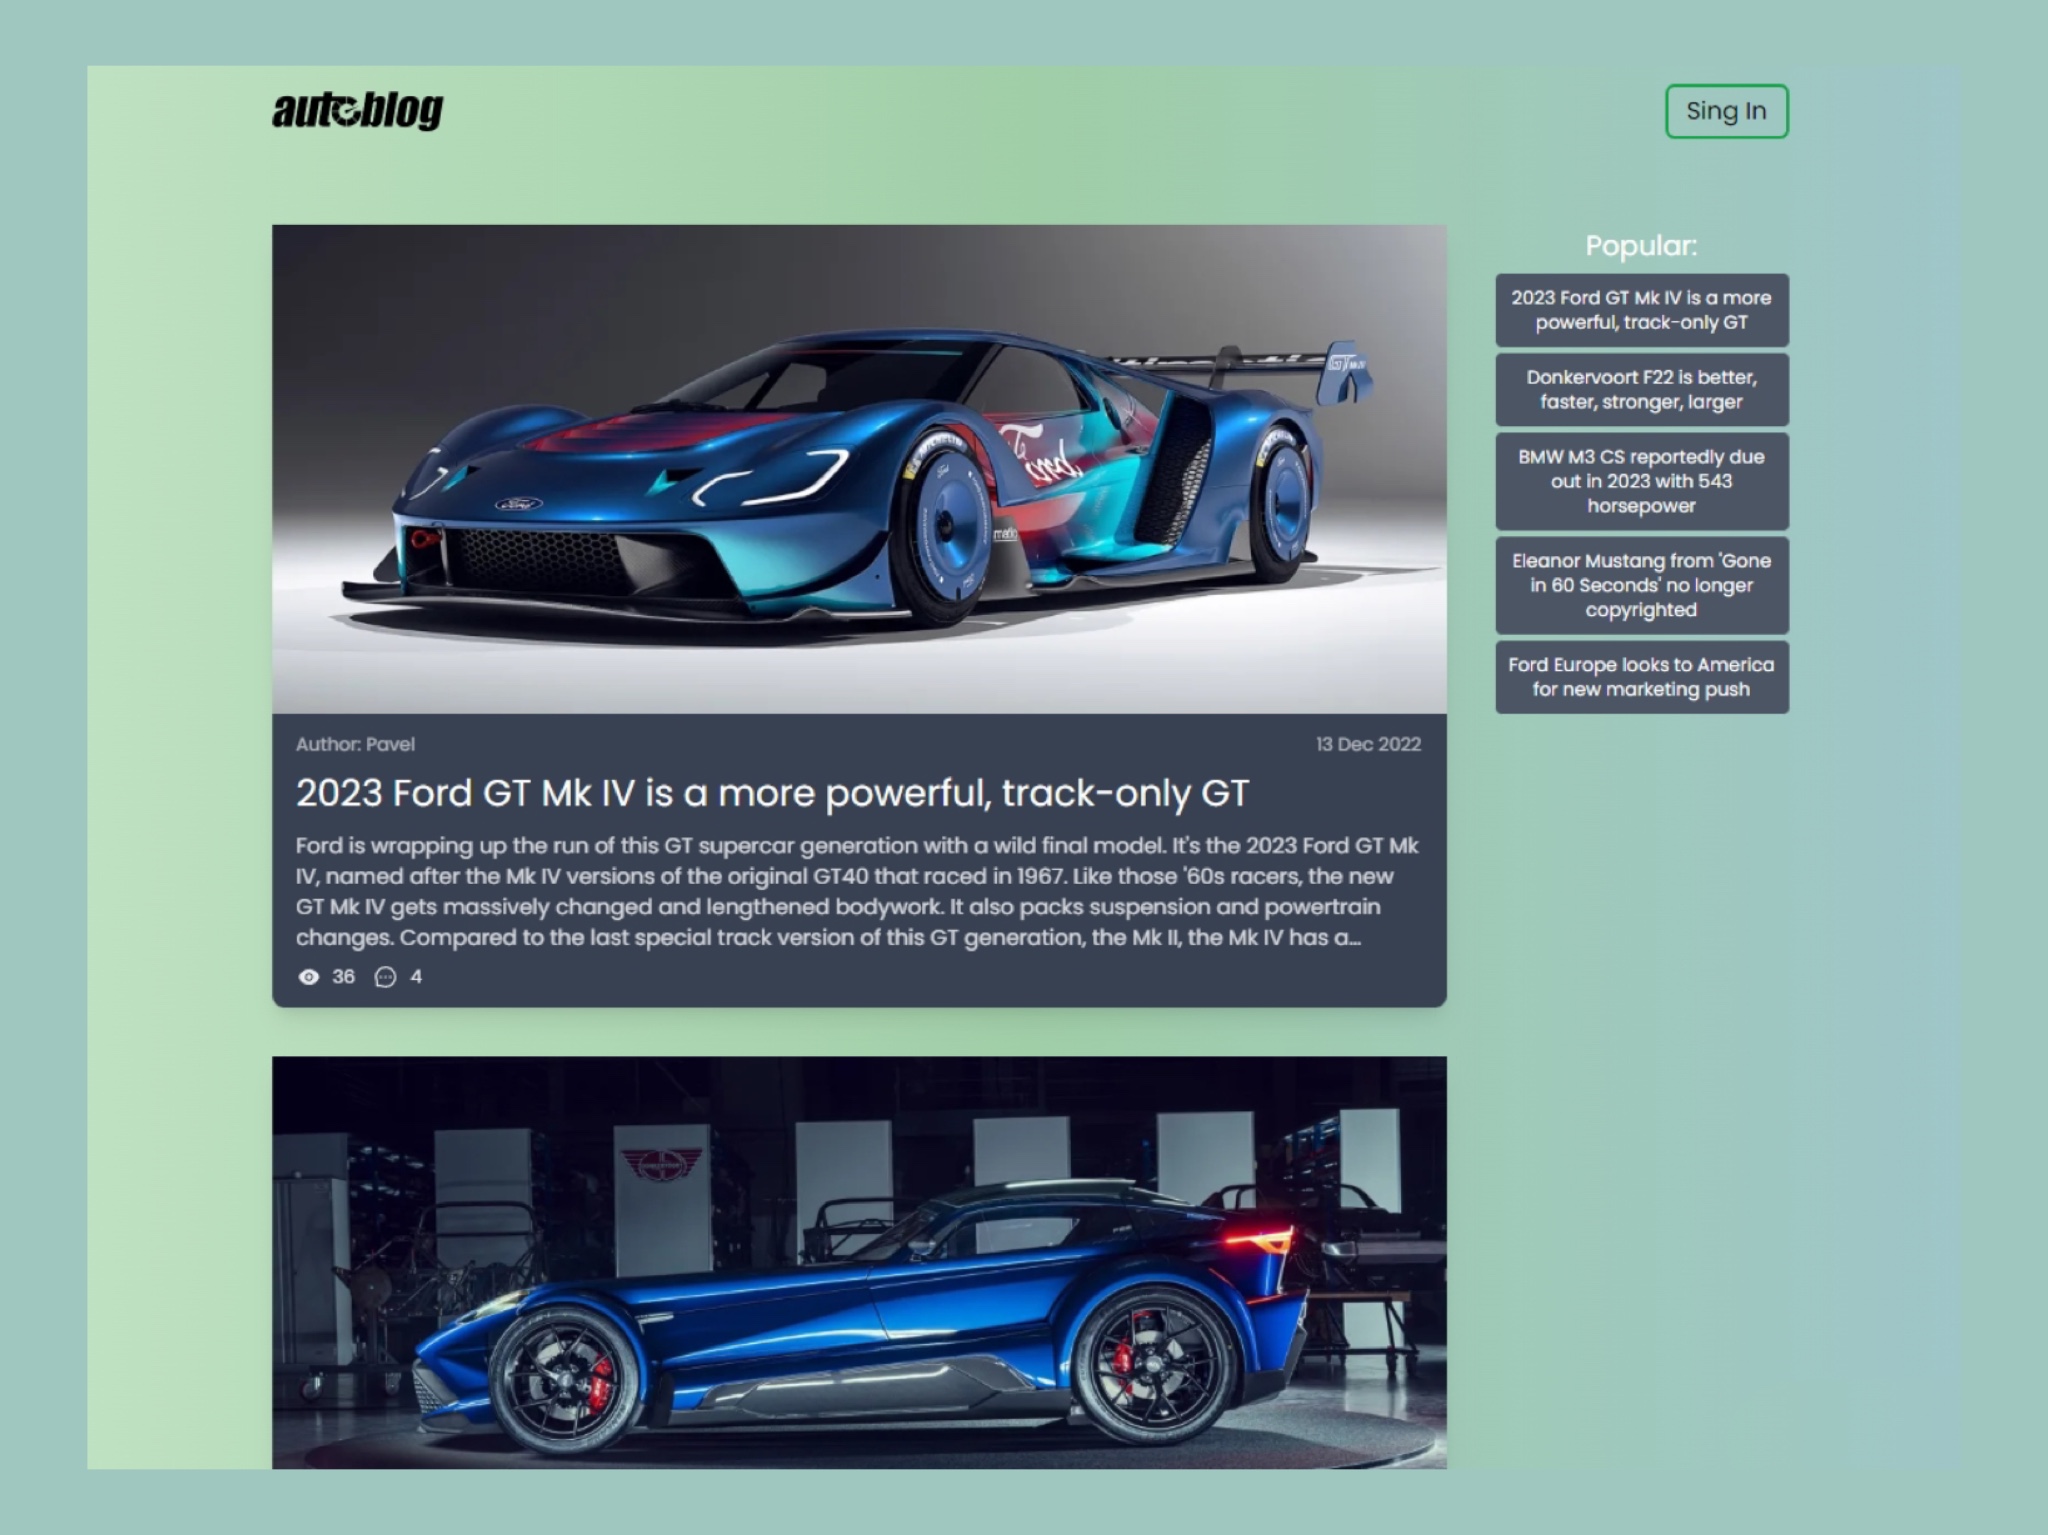 autoblog
Sing In
Popular:
2023 Ford GT Mk IV is a more
powerful, track-only GT
Donkervoort F22 is better,
faster, stronger, larger
BMW M3 CS reportedly due
out in 2023 with 543
horsepower
Eleanor Mustang from 'Gone
in 60 Seconds' no longer
copyrighted
Ford Europe looks to America
for new marketing push
Ford
Ford
Author: Pavel
13 Dec 2022
2023 Ford GT Mk IV is a more powerful, track-only GT
Ford is wrapping up the run of this GT supercar generation with a wild final model. It's the 2023 Ford GT Mk
IV, named after the Mk IV versions of the original GT40 that raced in 1967. Like those '60s racers, the new
GT Mk IV gets massively changed and lengthened bodywork. It also packs suspension and powertrain
changes. Compared to the last special track version of this GT generation, the Mk II, the Mk IV has a...
36
4